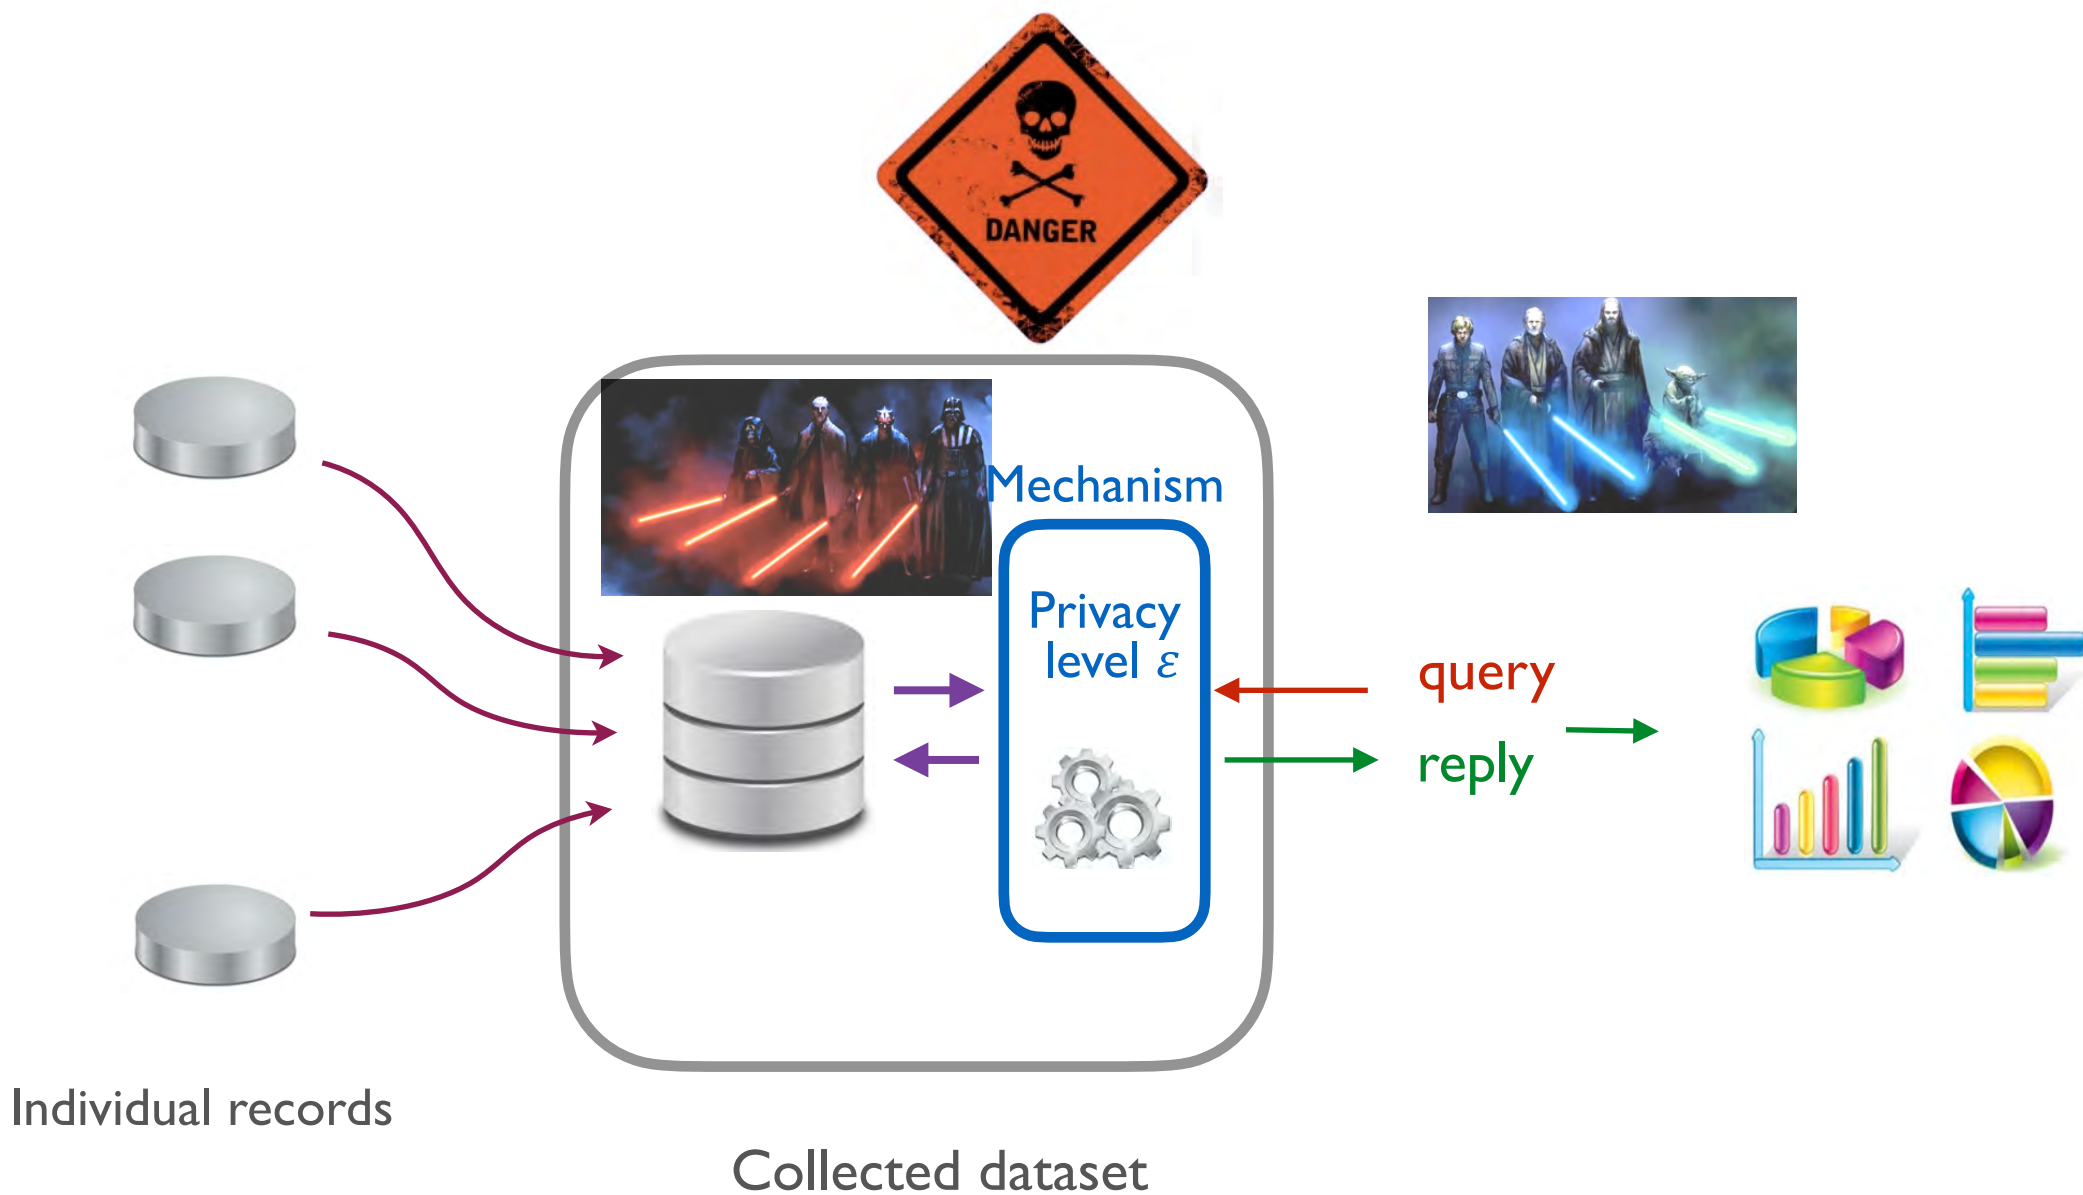 DANGER
Mechanism
Privacy
level ε
query
reply
Individual records
Collected dataset